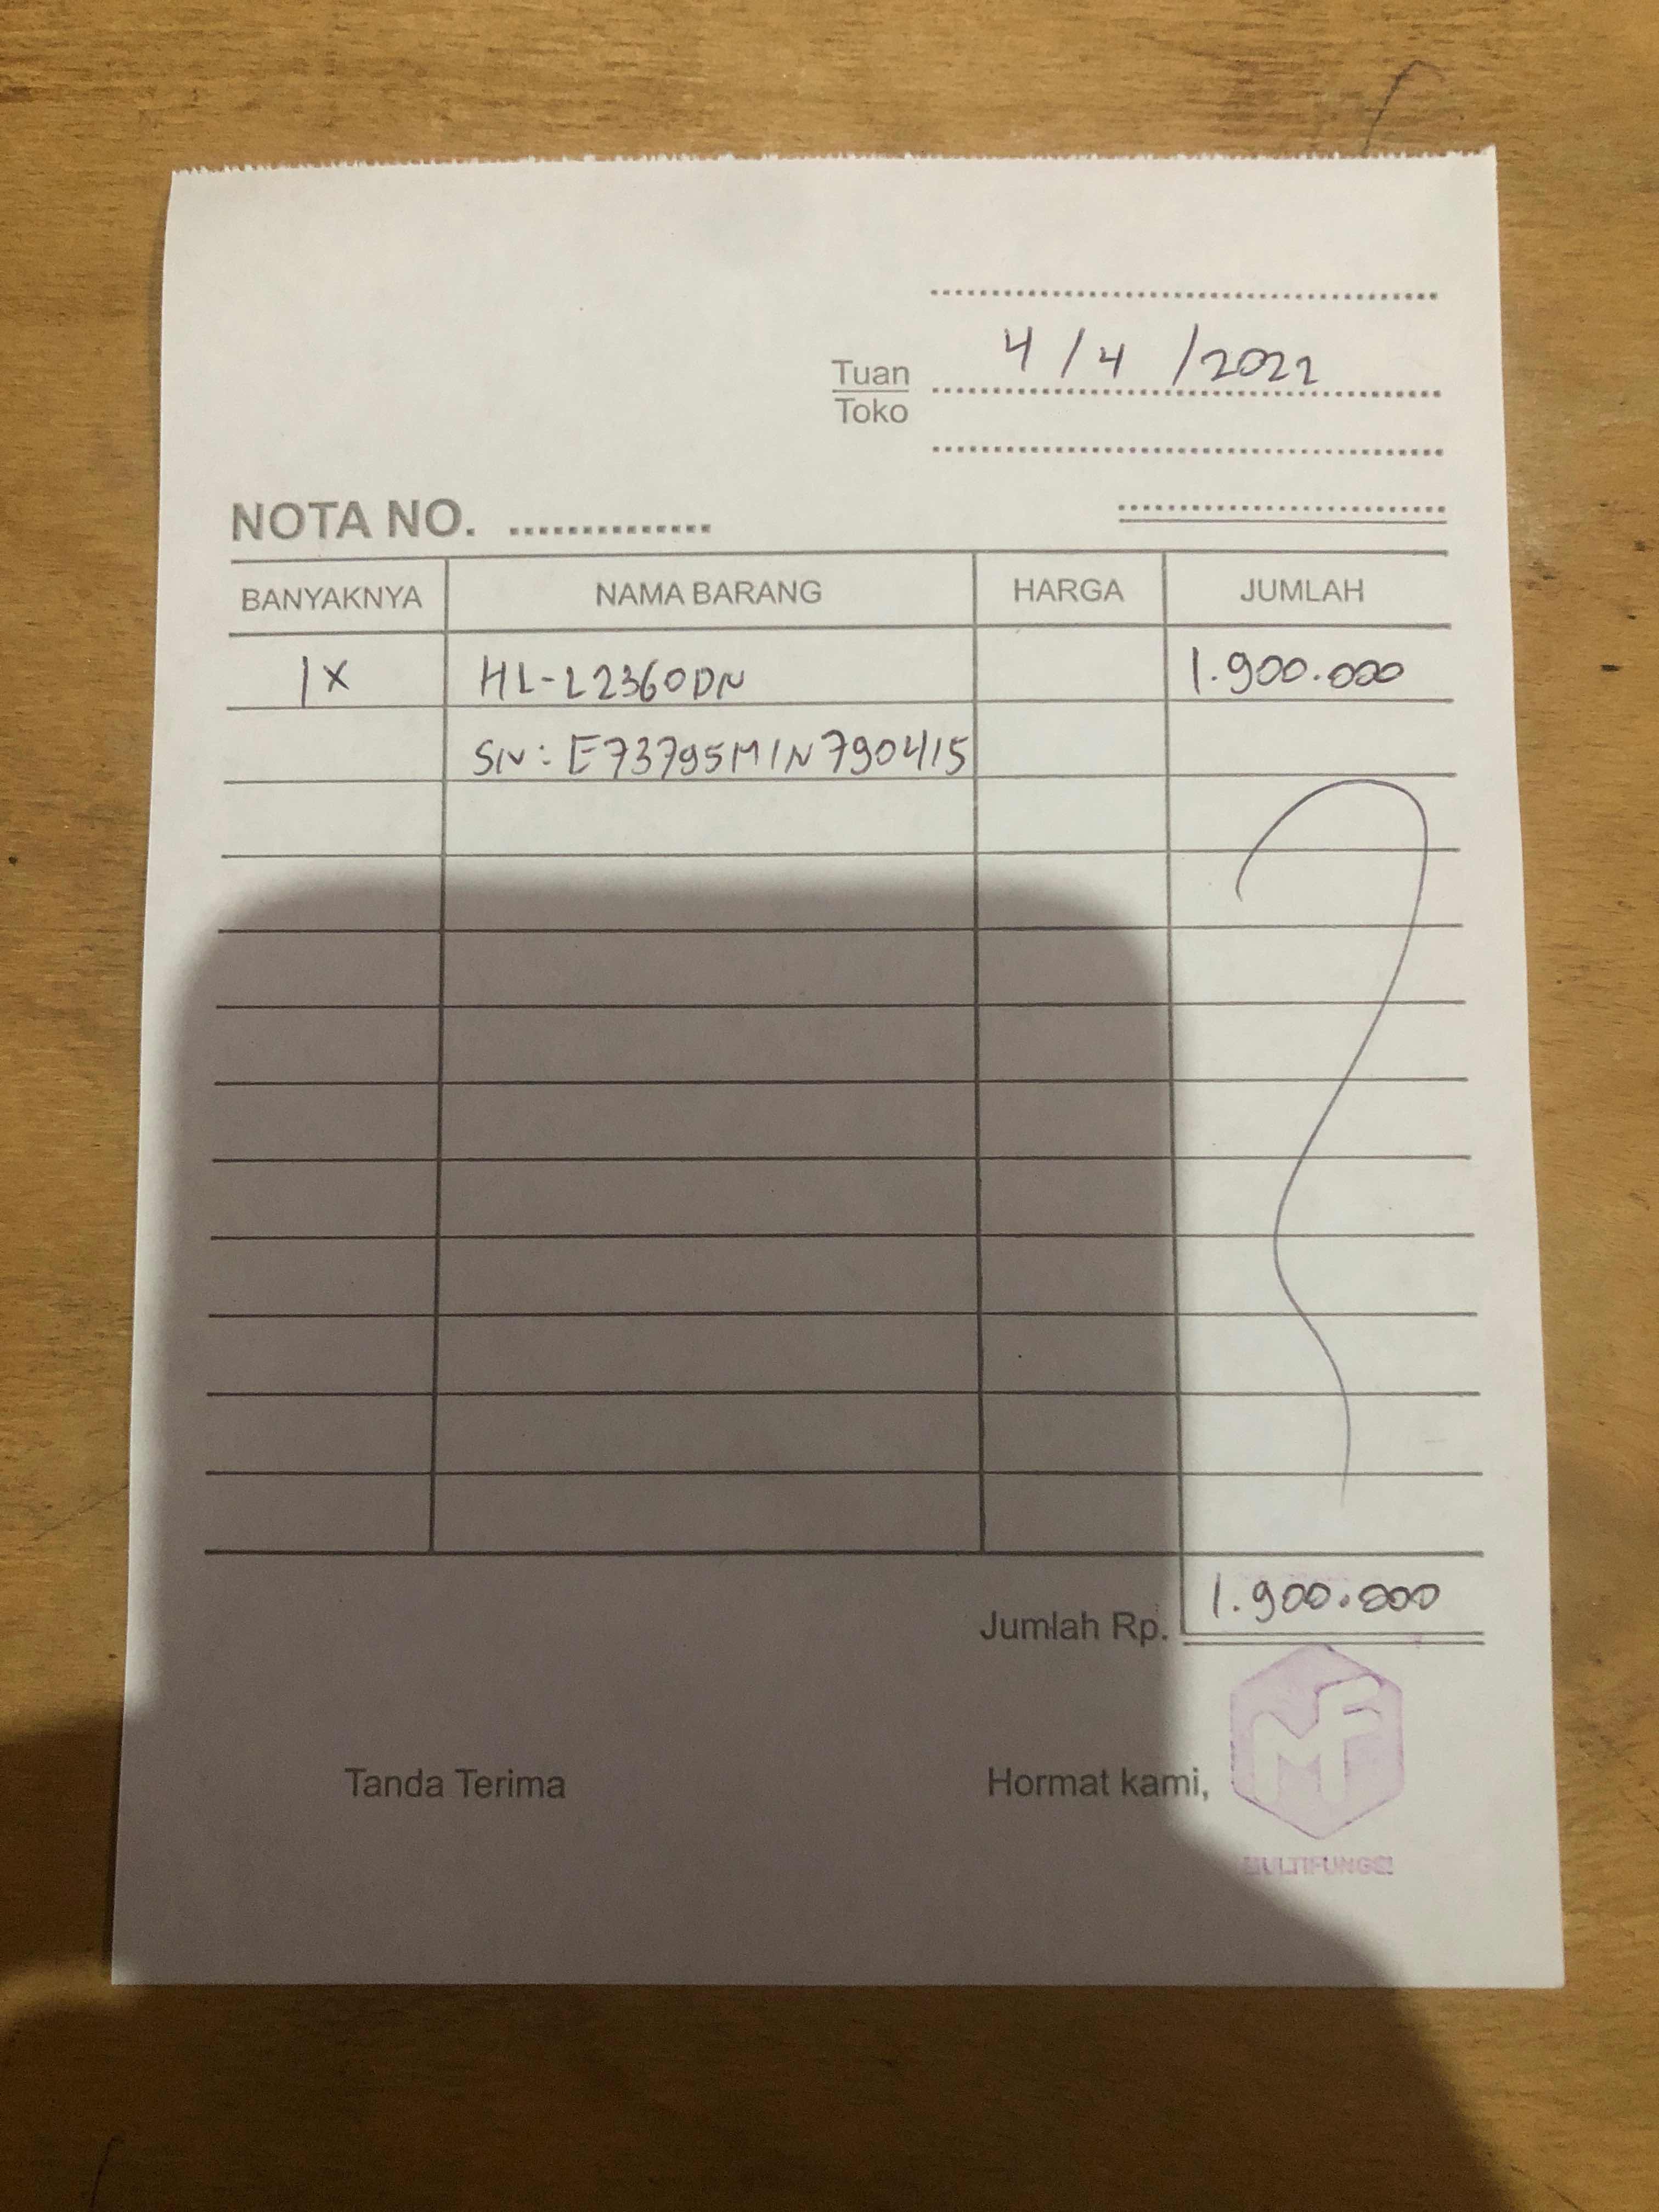 4/4/2022
Tuan
Toko
NOTA NO. ..............
BANYAKNYA NAMA BARANG HARGA JUMLAH
1X HL-L2360DN 1.900.000
SN: E73795M1N790415
Jumlah Rp. 1.900.000
Tanda Terima Hormat kami,
MF
MULTIFUNGSI